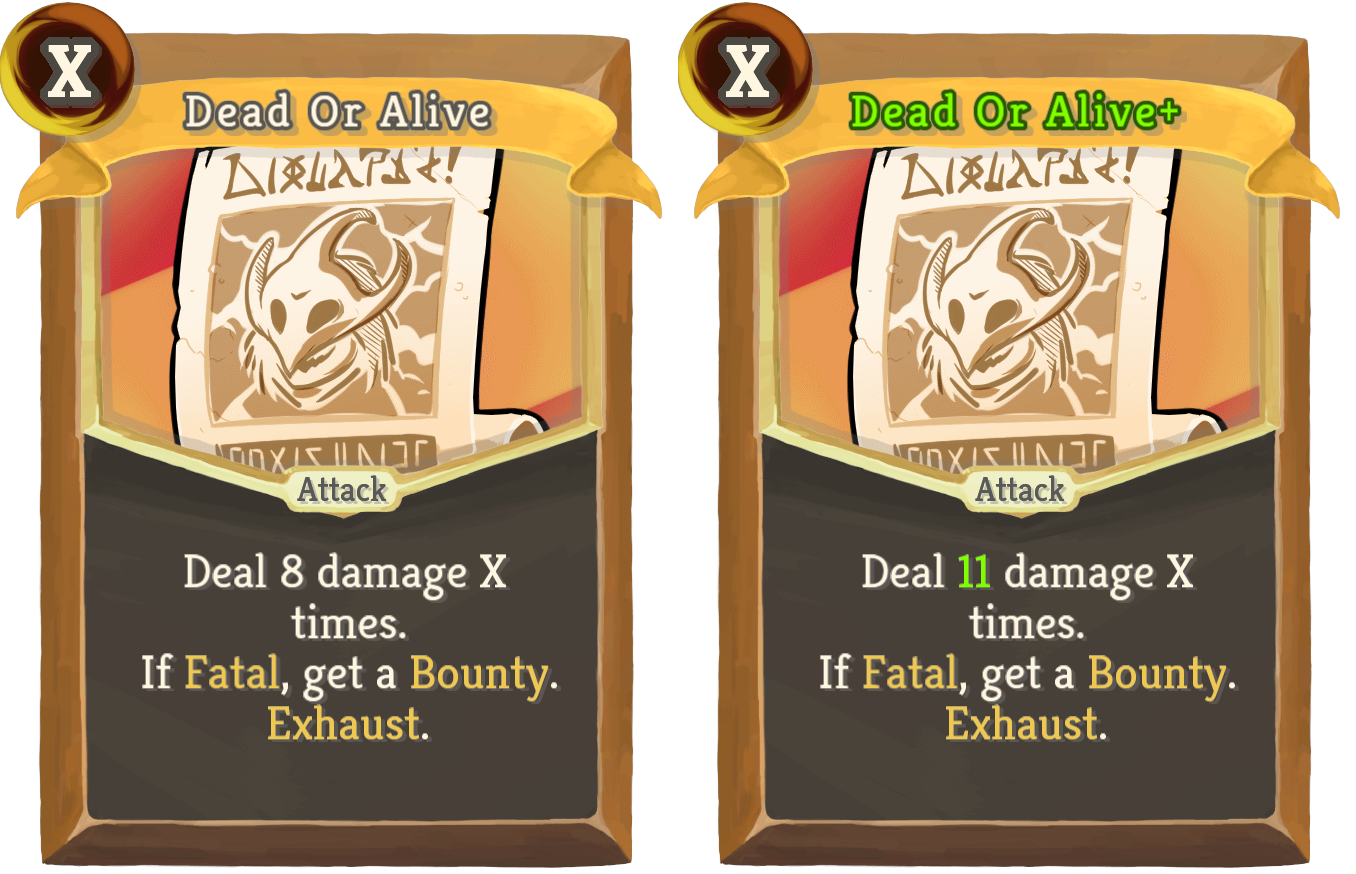 X
Dead Or Alive
Attack
Deal 8 damage X
times.
If Fatal, get a Bounty.
Exhaust.
X
Dead Or Alive+
Attack
Deal 11 damage X
times.
If Fatal, get a Bounty.
Exhaust.